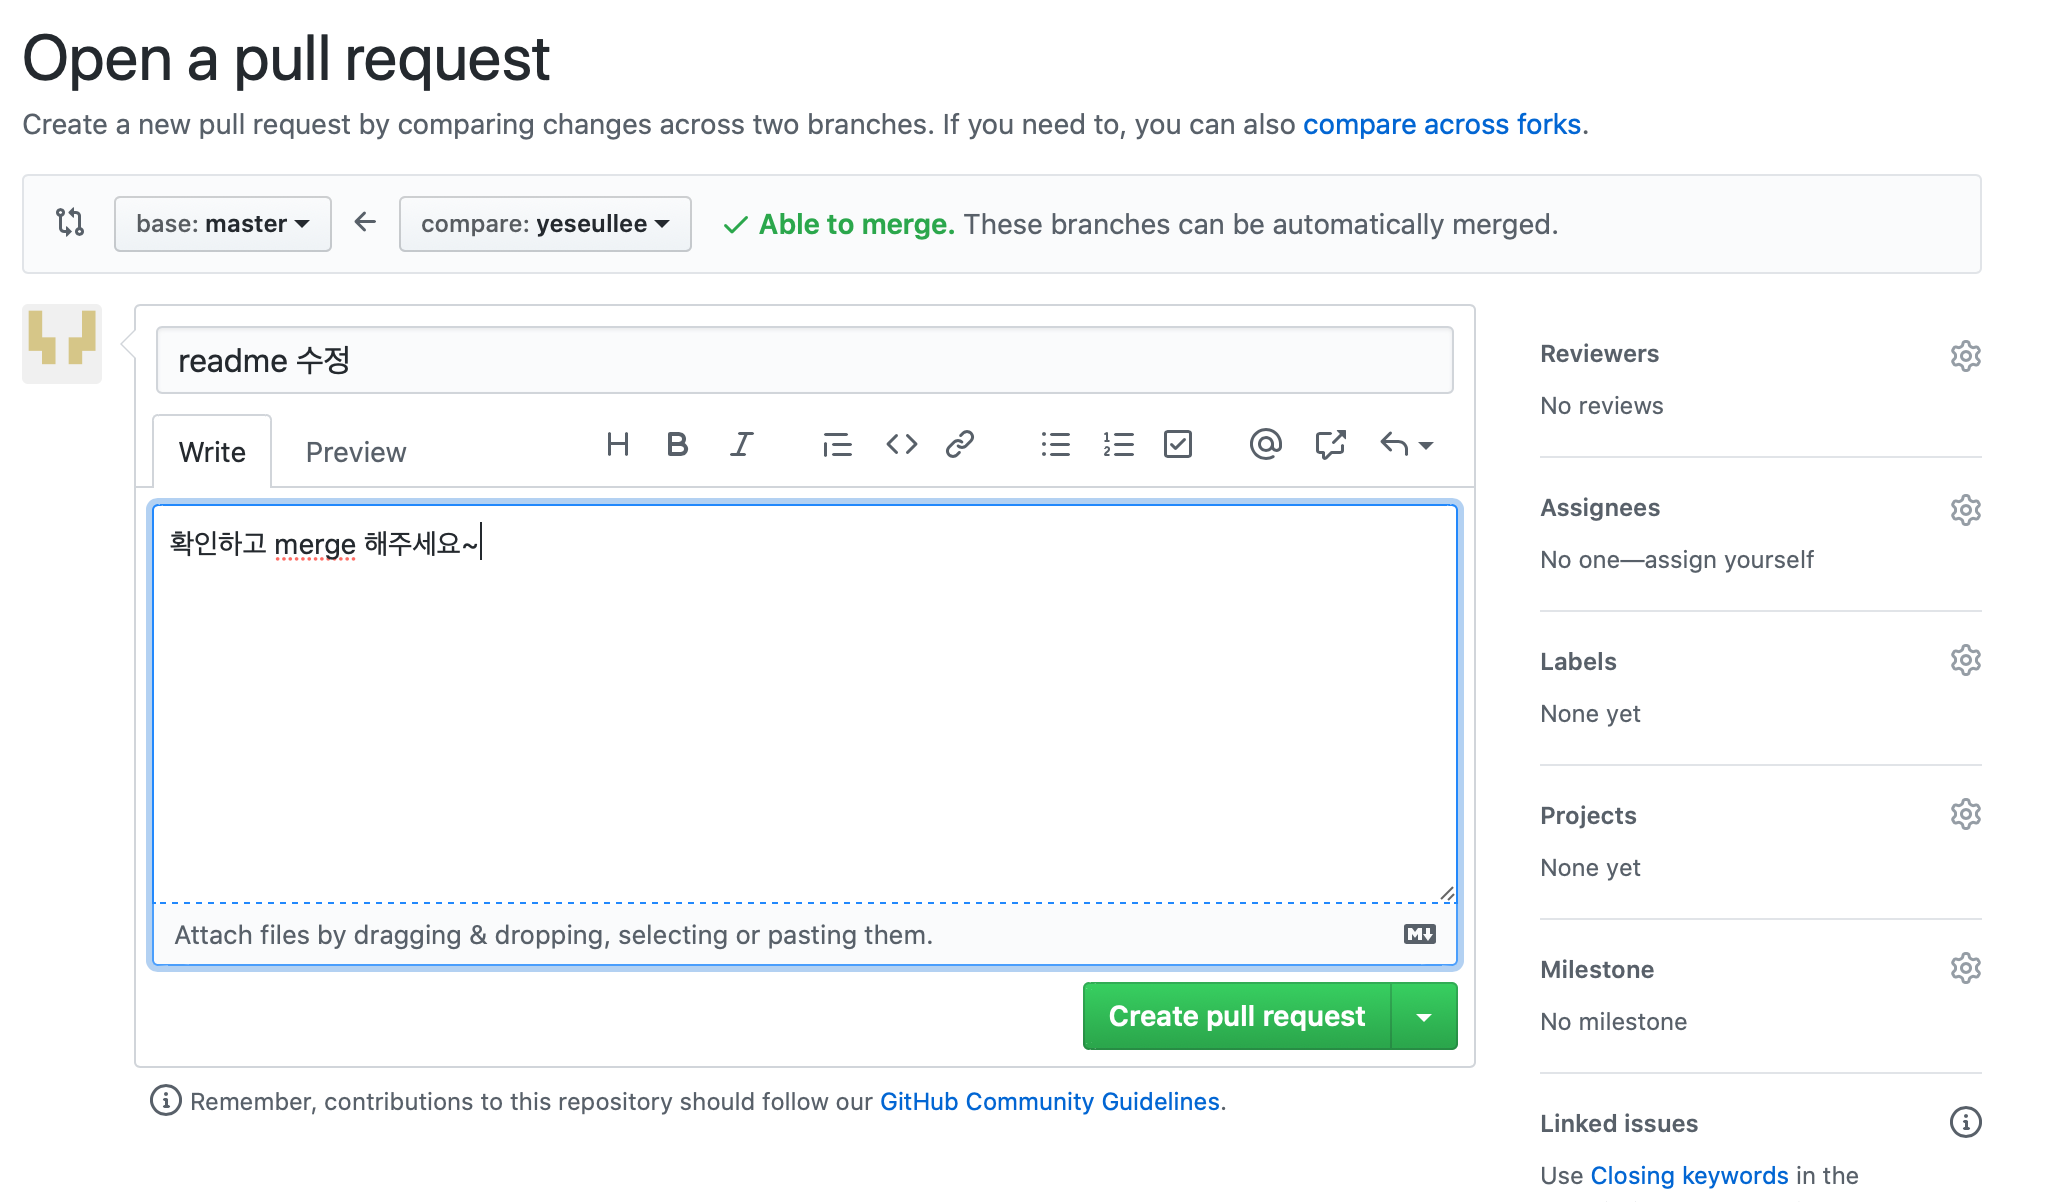 Open a pull request
Create a new pull request by comparing changes across two branches. If you need to, you can also compare across forks.
base: master compare: yeseullee Able to merge. These branches can be automatically merged.
readme 수정
Write Preview
확인하고 merge 해주세요~
Attach files by dragging & dropping, selecting or pasting them.
Create pull request
Remember, contributions to this repository should follow our GitHub Community Guidelines.
Reviewers
No reviews
Assignees
No one—assign yourself
Labels
None yet
Projects
None yet
Milestone
No milestone
Linked issues
Use Closing keywords in the